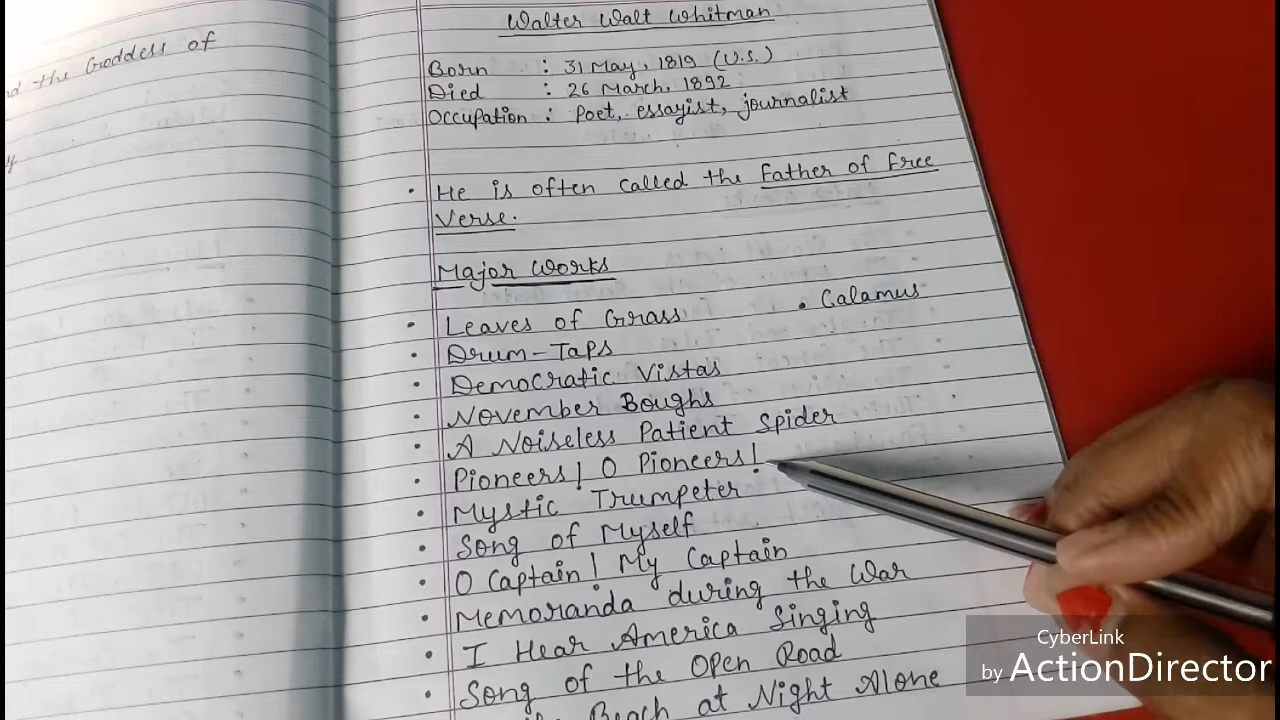 the Goddess of
Walter Walt Whitman
Born : 31 May, 1819 (U.S.)
Died : 26 March, 1892
Occupation : Poet, essayist, journalist
• He is often called the Father of Free
Verse.
Major Works
• Leaves of Grass • Calamus
• Drum-Taps
• Democratic Vistas
• November Boughs
• A Noiseless Patient Spider
• Pioneers! O Pioneers!
• Mystic Trumpeter
• Song of Myself
• O Captain! My Captain
• Memoranda during the War
• I Hear America Singing
• Song of the Open Road
Beach at Night Alone
CyberLink
by ActionDirector